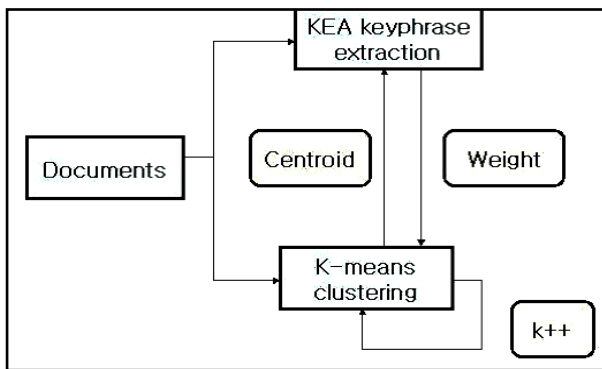 KEA keyphrase
extraction
Documents
Centroid
Weight
K-means
clustering
k++